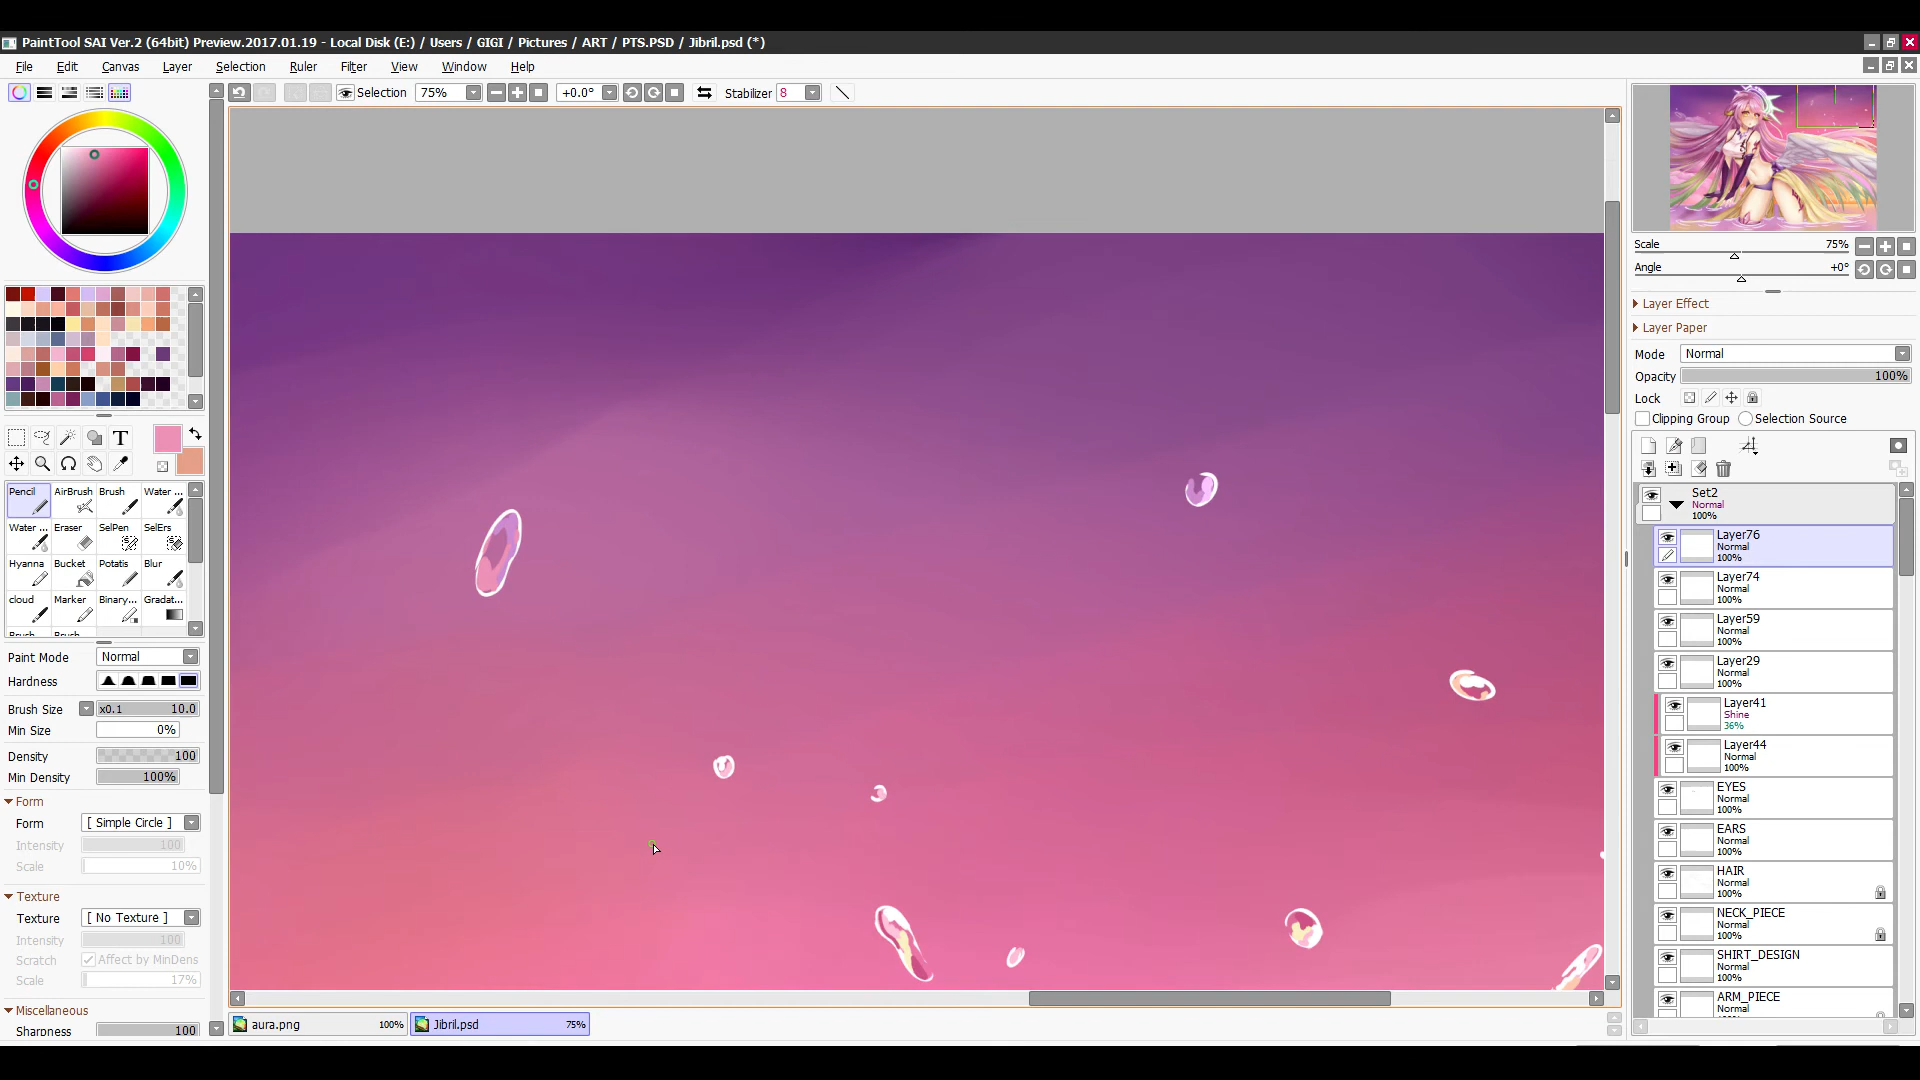 PaintTool SAI Ver.2 (64bit) Preview.2017.01.19 - Local Disk (E:) / Users / GIGI / Pictures / ART / PTS.PSD / Jibril.psd (*)
File Edit Canvas Layer Selection Ruler Filter View Window Help
Selection 75% +0.0° Stabilizer 8
Scale 75%
Angle +0°
Layer Effect
Layer Paper
Mode Normal
Opacity 100%
Lock
Clipping Group Selection Source
T
Pencil AirBrush Brush Water ...
Water ... Eraser SelPen SelErs
Hyanna Bucket Potatis Blur
cloud Marker Binary... Gradat...
Brush Brush
Paint Mode Normal
Hardness
Brush Size x0.1 10.0
Min Size 0%
Density 100
Min Density 100%
Form
Form [ Simple Circle ]
Intensity 100
Scale 10%
Texture
Texture [ No Texture ]
Intensity 100
Scratch Affect by MinDens
Scale 17%
Miscellaneous
Sharpness 100
Set2
Normal
100%
Layer76
Normal
100%
Layer74
Normal
100%
Layer59
Normal
100%
Layer29
Normal
100%
Layer41
Shine
36%
Layer44
Normal
100%
EYES
Normal
100%
EARS
Normal
100%
HAIR
Normal
100%
NECK_PIECE
Normal
100%
SHIRT_DESIGN
Normal
100%
ARM_PIECE
Normal
aura.png 100% Jibril.psd 75%